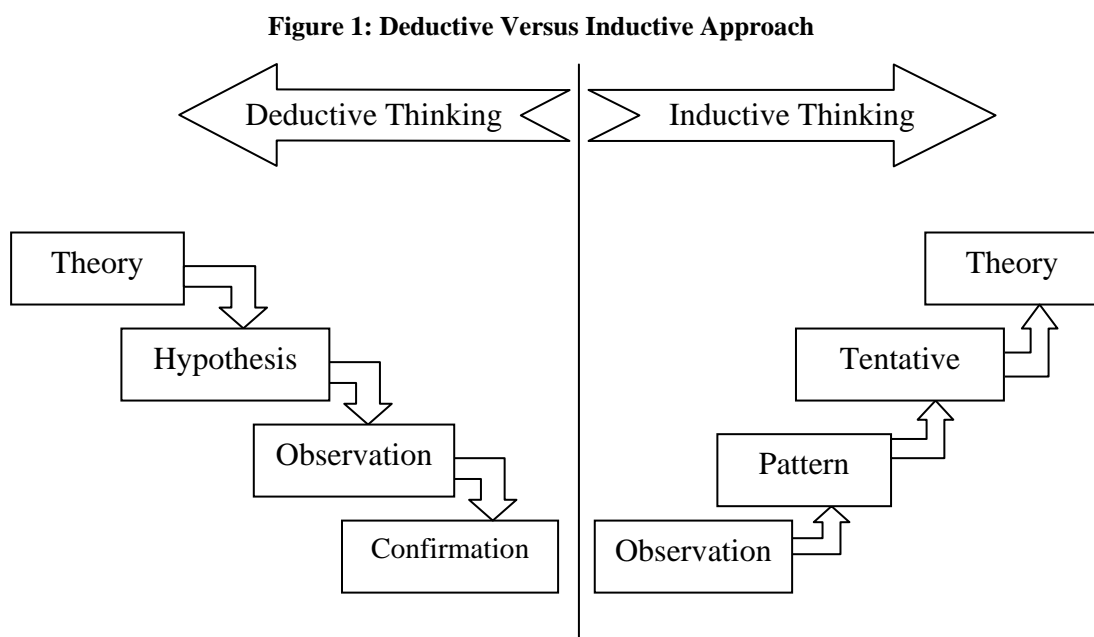 Figure 1: Deductive Versus Inductive Approach
Deductive Thinking
Inductive Thinking
Theory
Hypothesis
Observation
Confirmation
Theory
Tentative
Pattern
Observation